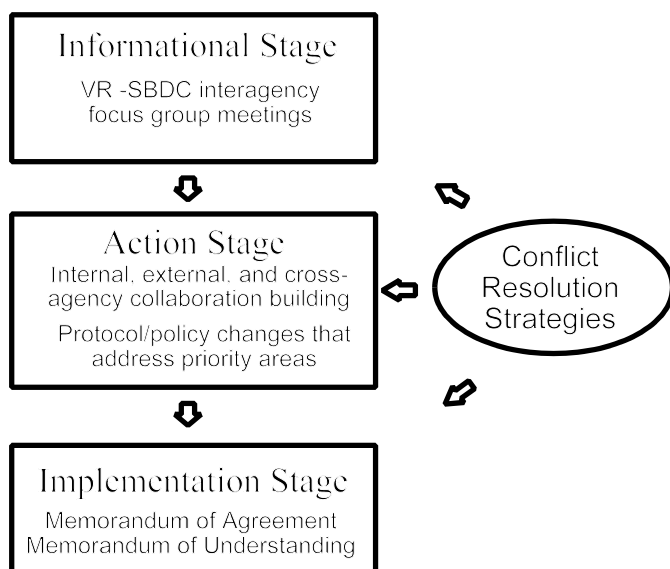 Informational Stage
VR -SBDC interagency
focus group meetings
Action Stage
Internal, external, and cross-
agency collaboration building
Protocol/policy changes that
address priority areas
Conflict
Resolution
Strategies
Implementation Stage
Memorandum of Agreement
Memorandum of Understanding